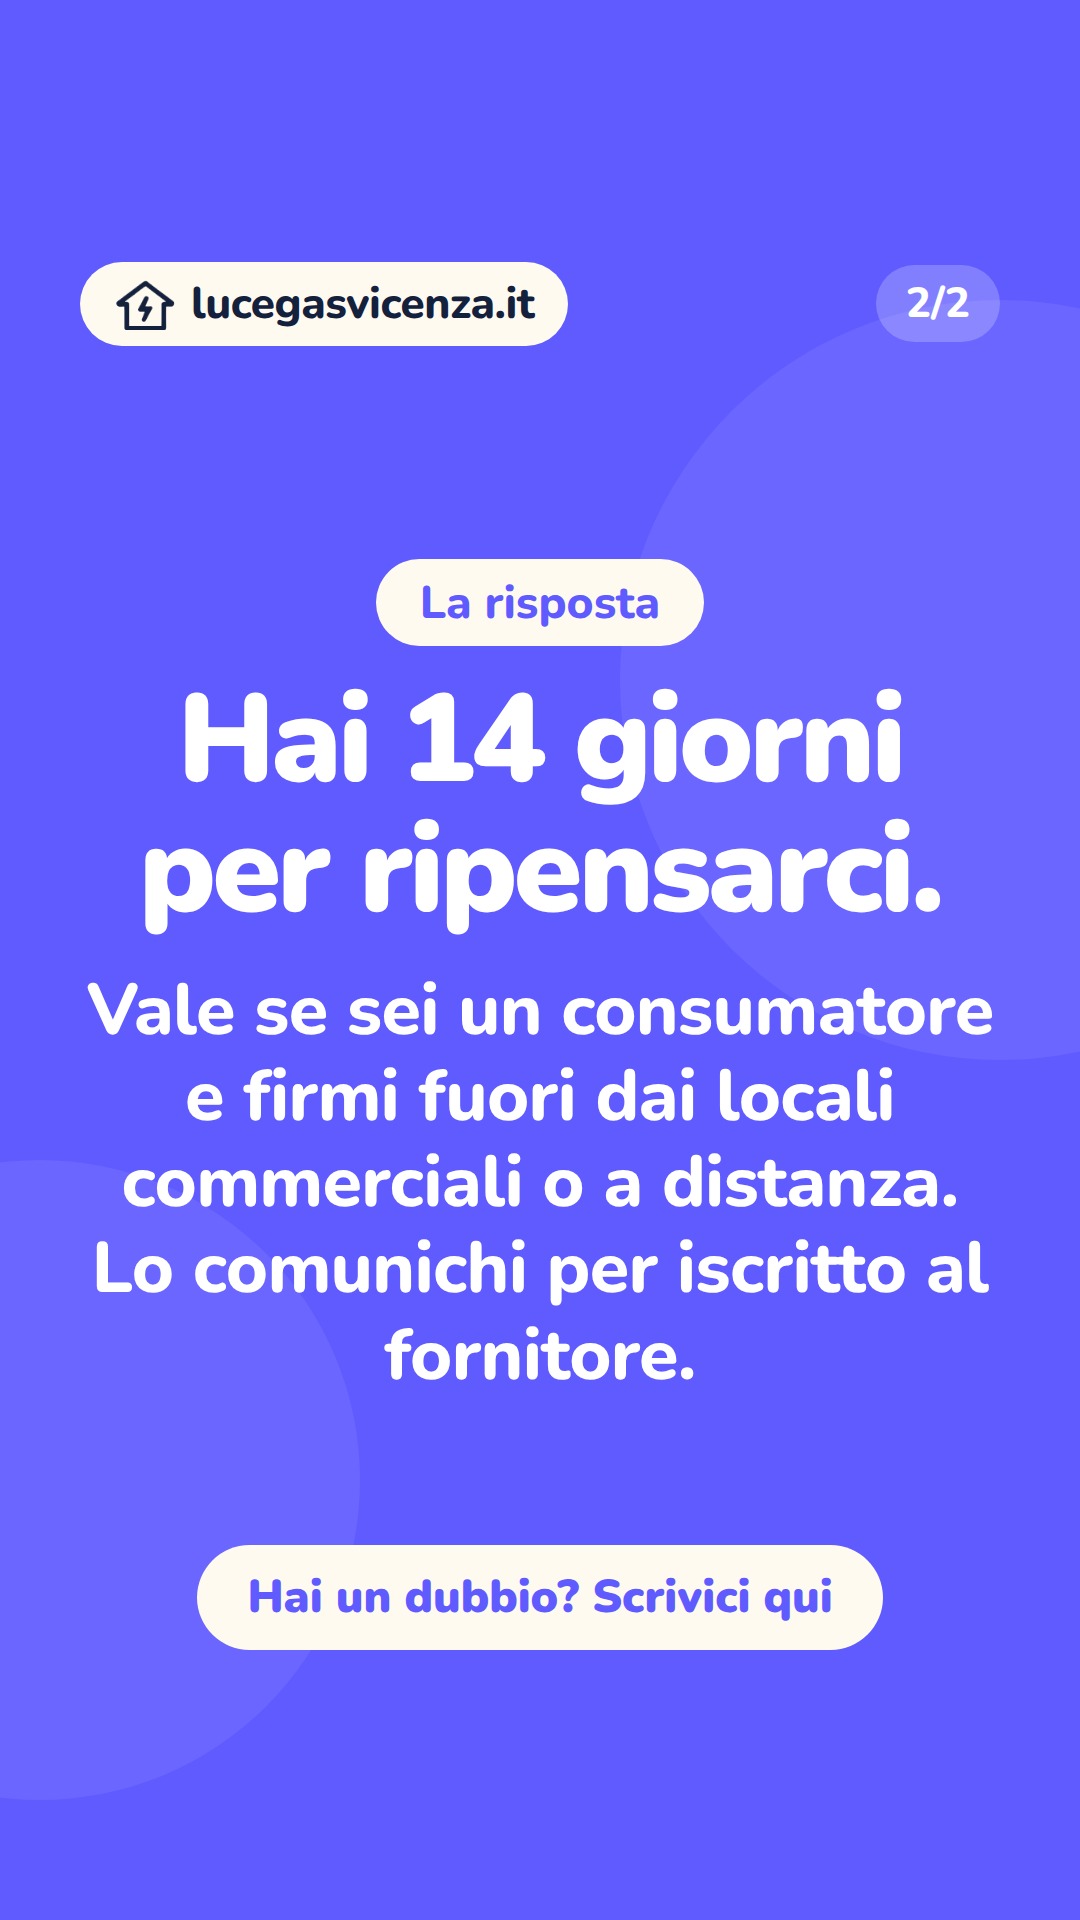 lucegasvicenza.it
2/2
La risposta
Hai 14 giorni
per ripensarci.
Vale se sei un consumatore
e firmi fuori dai locali
commerciali o a distanza.
Lo comunichi per iscritto al
fornitore.
Hai un dubbio? Scrivici qui